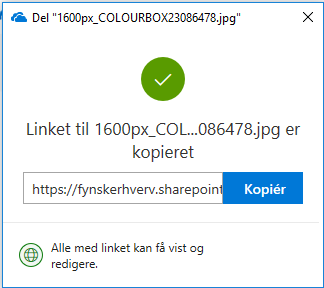 Del "1600px_COLOURBOX23086478.jpg"
Linket til 1600px_COL...086478.jpg er
kopieret
https://fynskerhverv.sharepoint
Kopiér
Alle med linket kan få vist og
redigere.